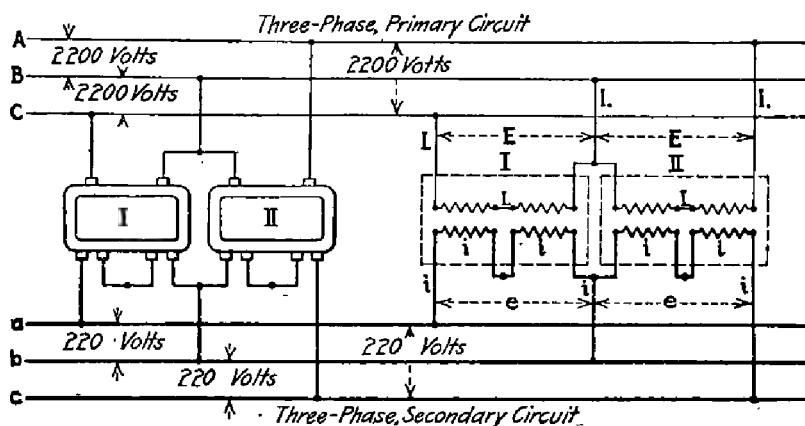 Three-Phase, Primary Circuit
A
2200 Volts
2200 Volts
B
2200 Volts
C
I.
I.
I
E
E
I
II
I
II
L
L
i
i
i
l
i
i
i
e
e
a
220 Volts
220 Volts
b
220 Volts
c
Three-Phase, Secondary Circuit